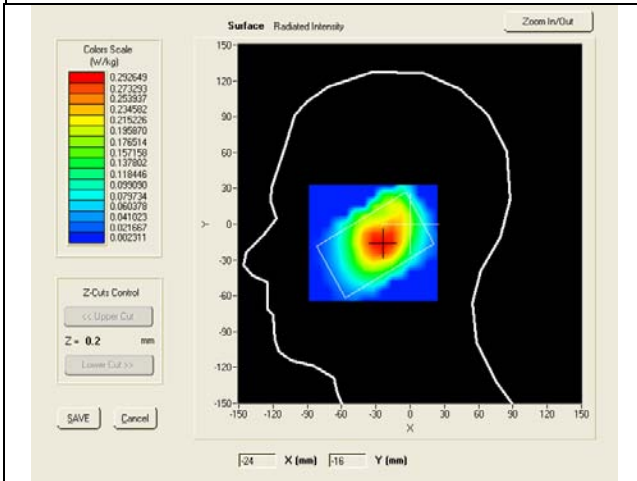 Surface Radiated Intensity
Zoom In/Out
Colors Scale
(W/kg)
0.292649
0.273293
0.253937
0.234582
0.215226
0.195870
0.176514
0.157158
0.137802
0.118446
0.099090
0.079734
0.060378
0.041023
0.021667
0.002311
Z-Cuts Control
<< Upper Cut
Z = 0.2 mm
Lower Cut >>
SAVE Cancel
150
120
90
60
30
0
-30
-60
-90
-120
-150
Y
-150 -120 -90 -60 -30 0 30 60 90 120 150
X
-24 X (mm) -16 Y (mm)